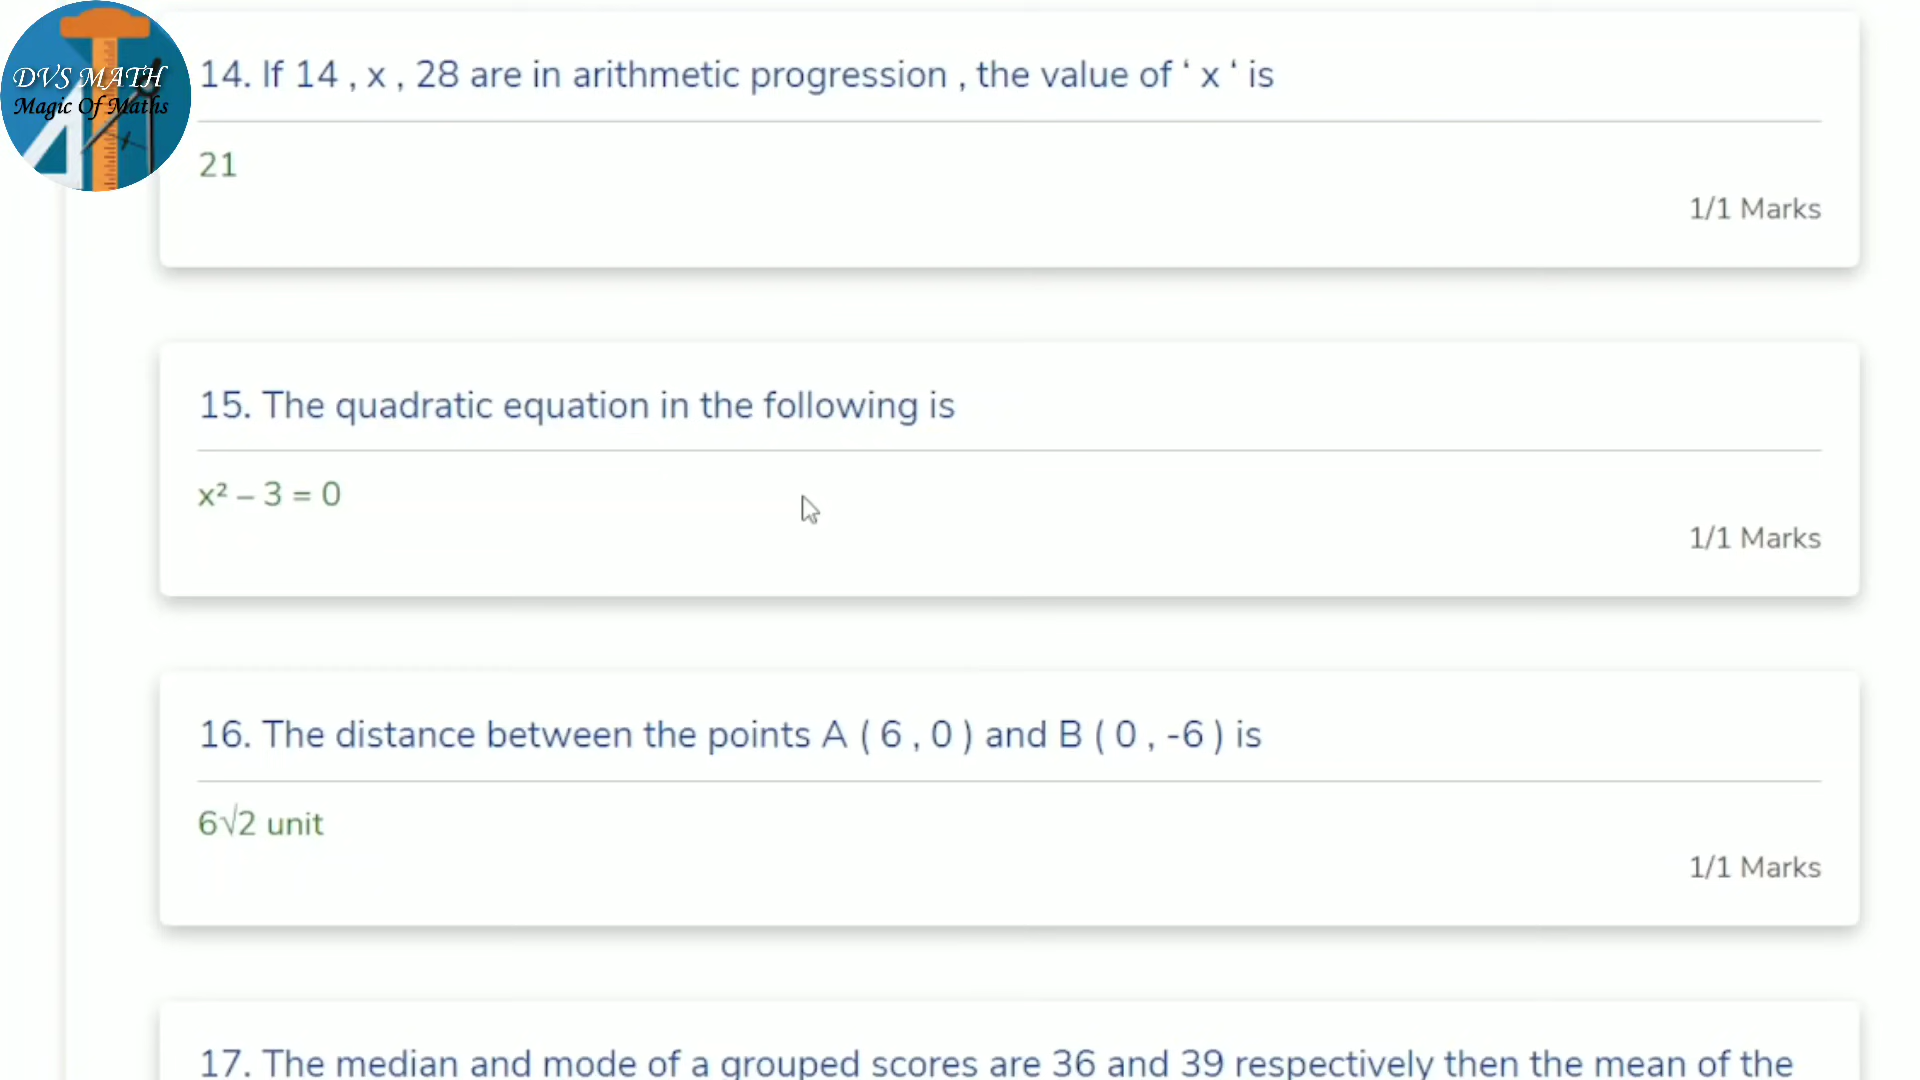 DVS MATH
Magic Of Maths
14. If 14 , x , 28 are in arithmetic progression , the value of ‘ x ‘ is
21
1/1 Marks
15. The quadratic equation in the following is
x² – 3 = 0
1/1 Marks
16. The distance between the points A ( 6 , 0 ) and B ( 0 , -6 ) is
6√2 unit
1/1 Marks
17. The median and mode of a grouped scores are 36 and 39 respectively then the mean of the